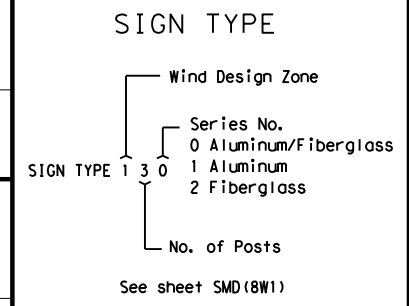 SIGN TYPE
Wind Design Zone
Series No.
0 Aluminum/Fiberglass
SIGN TYPE 1 3 0
1 Aluminum
2 Fiberglass
No. of Posts
See sheet SMD(8W1)